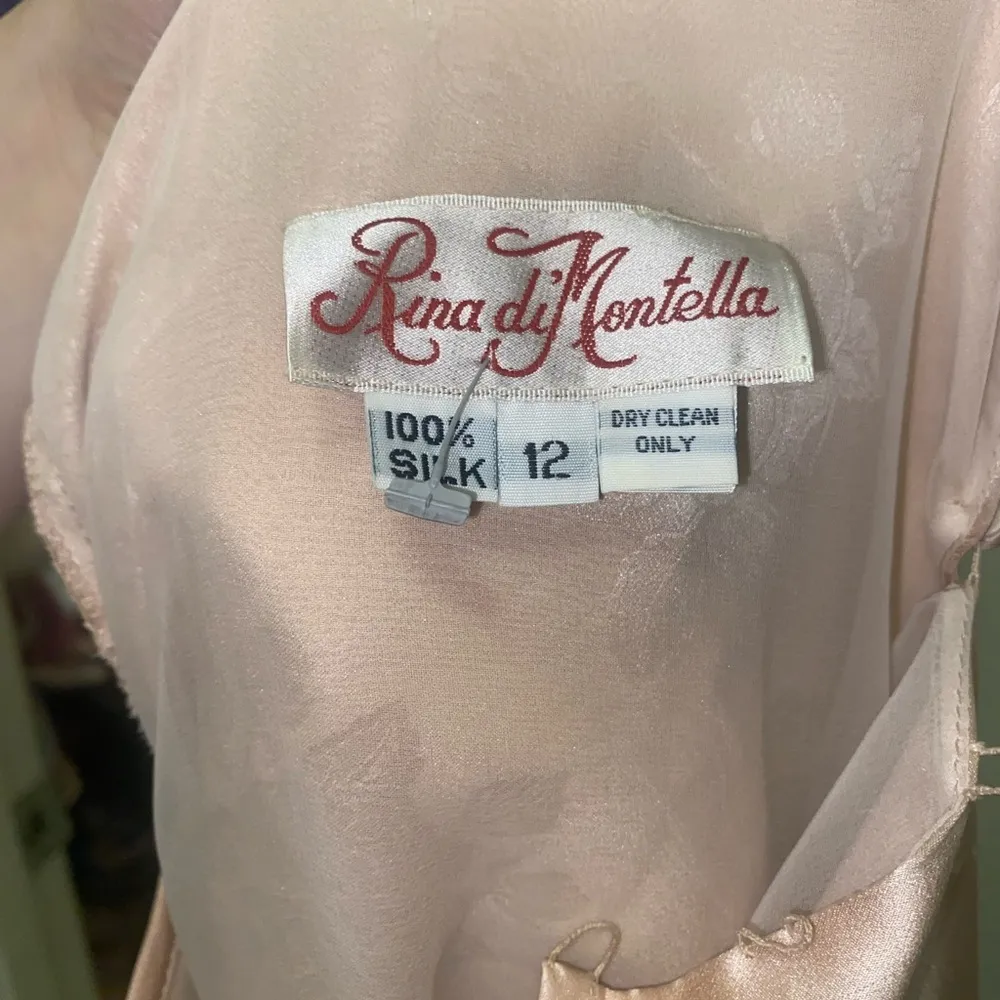 Rina di Montella
100%
SILK
12
DRY CLEAN
ONLY